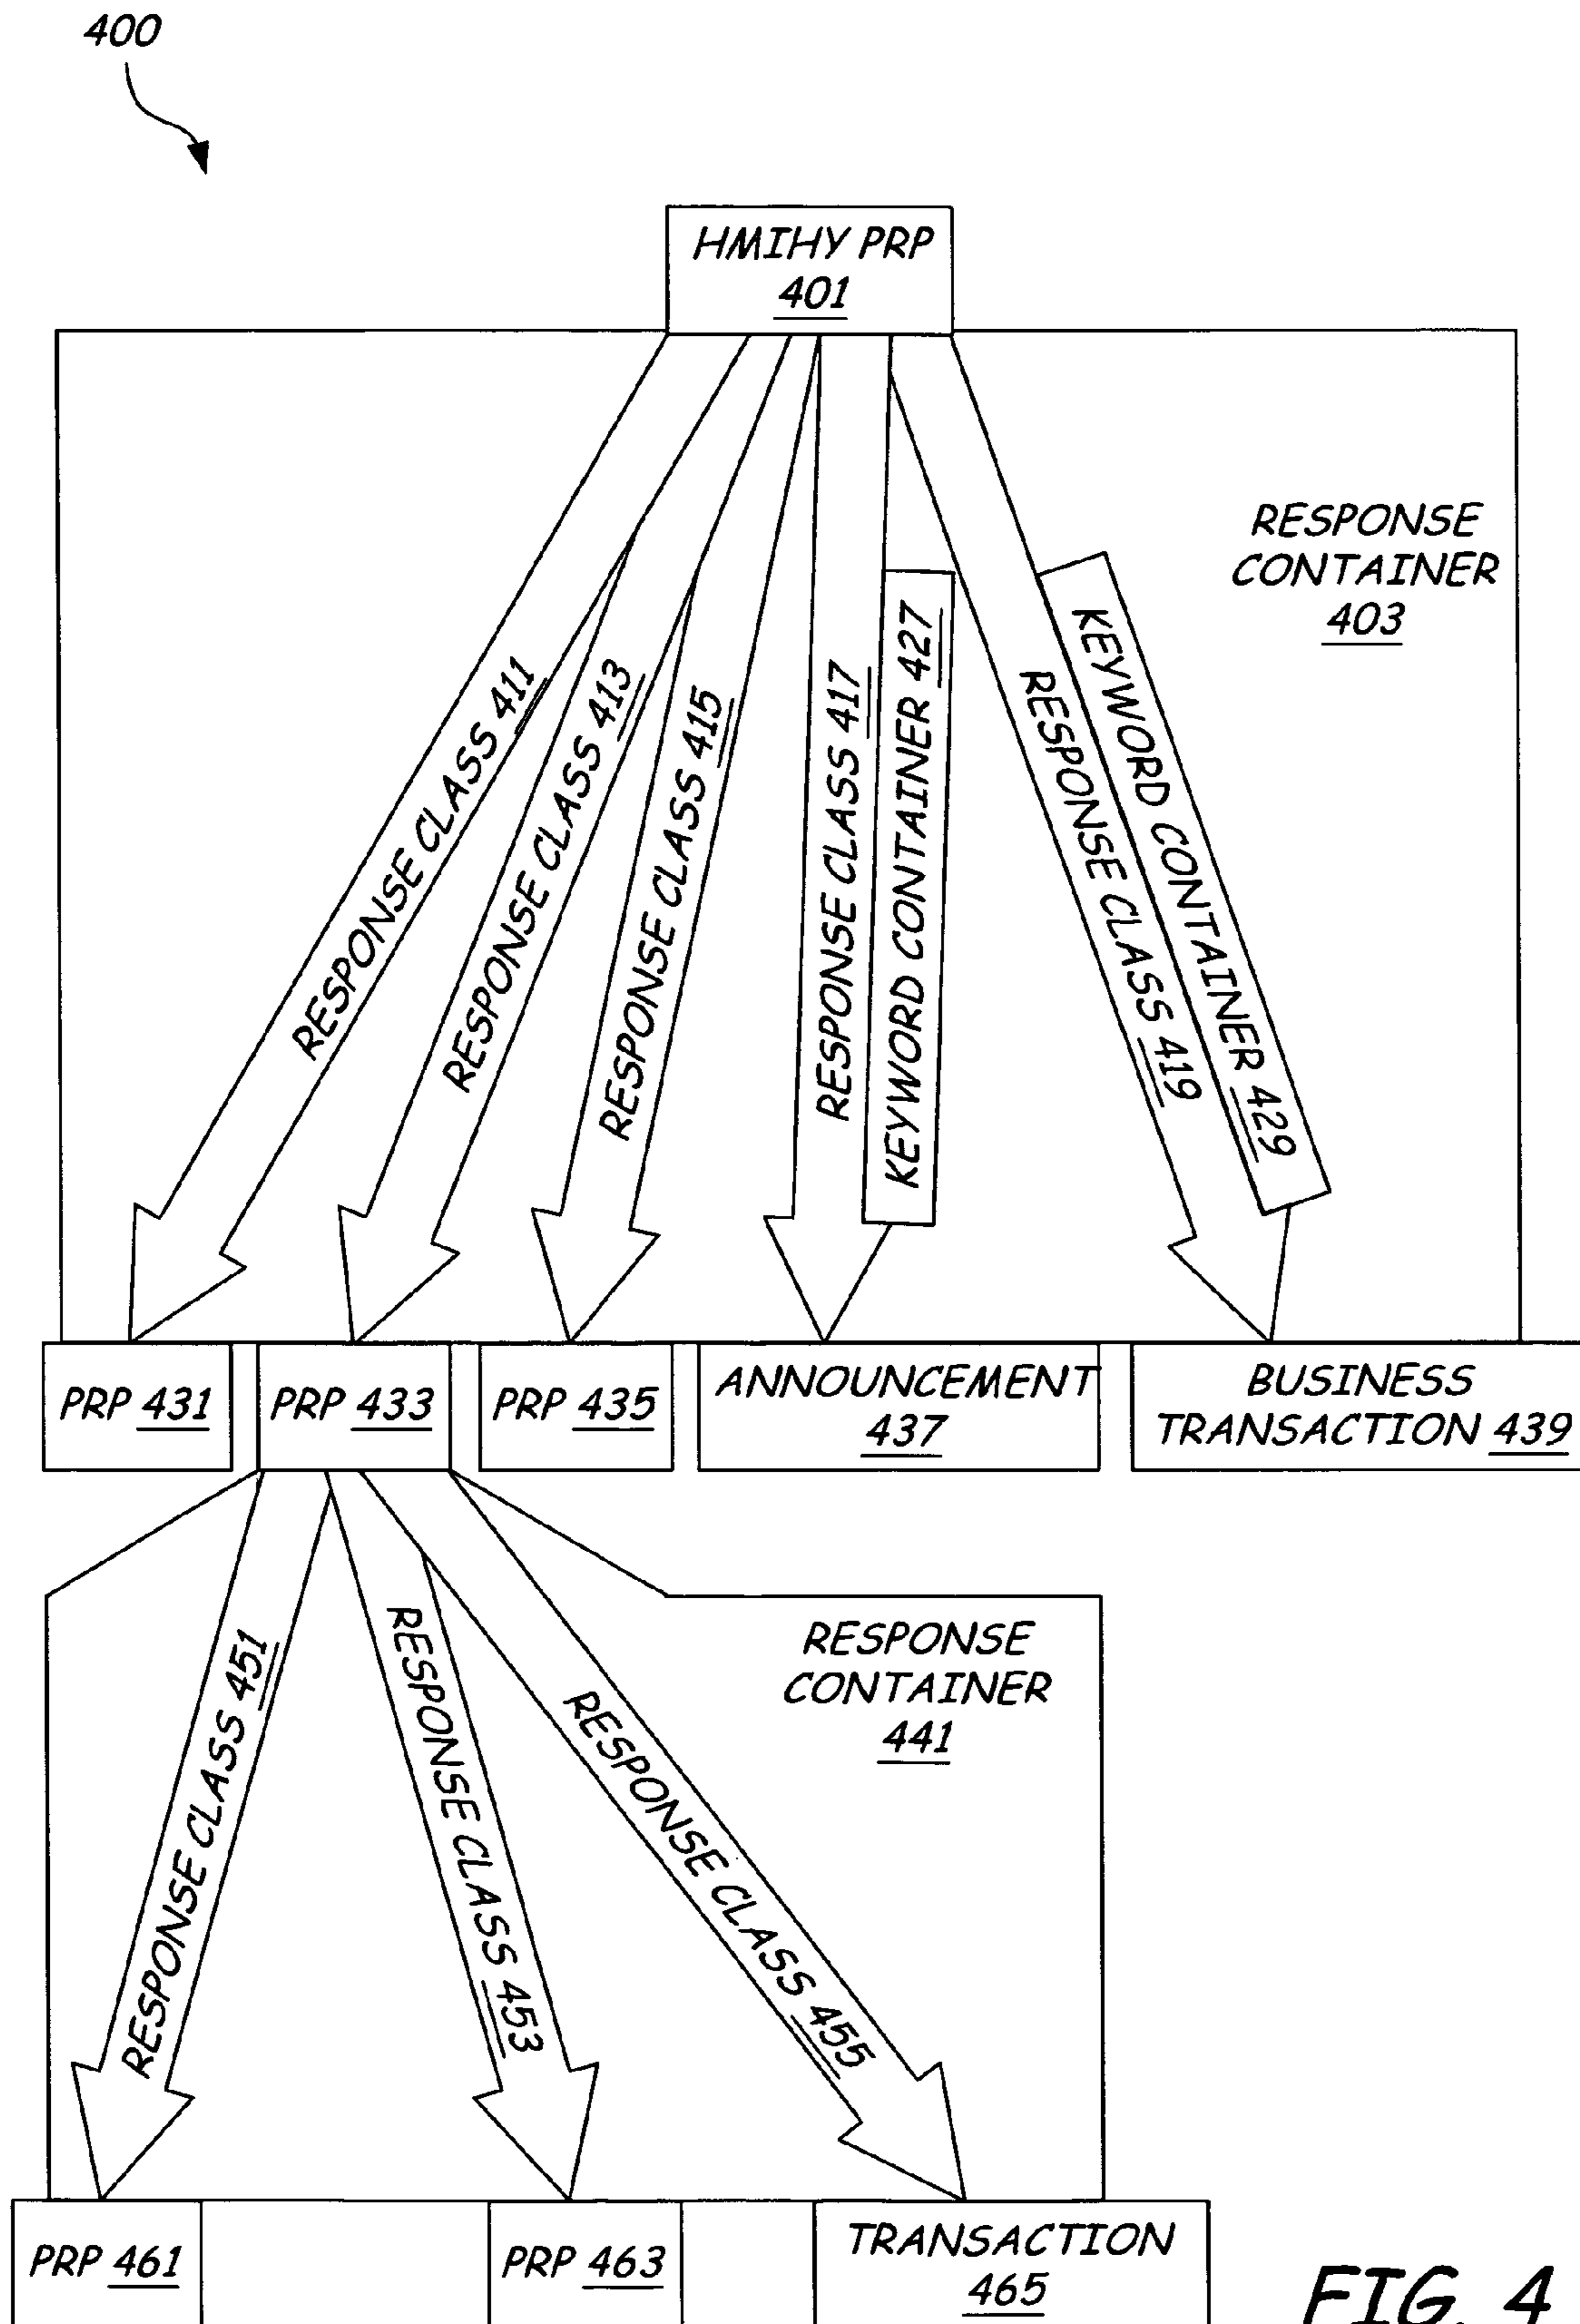 400
HMIHY PRP
401
RESPONSE
CONTAINER
403
RESPONSE CLASS 411
RESPONSE CLASS 413
RESPONSE CLASS 415
RESPONSE CLASS 417
KEYWORD CONTAINER 427
RESPONSE CLASS 419
KEYWORD CONTAINER 429
PRP 431
PRP 433
PRP 435
ANNOUNCEMENT
437
BUSINESS
TRANSACTION 439
RESPONSE
CONTAINER
441
RESPONSE CLASS 451
RESPONSE CLASS 453
RESPONSE CLASS 455
PRP 461
PRP 463
TRANSACTION
465
FIG. 4